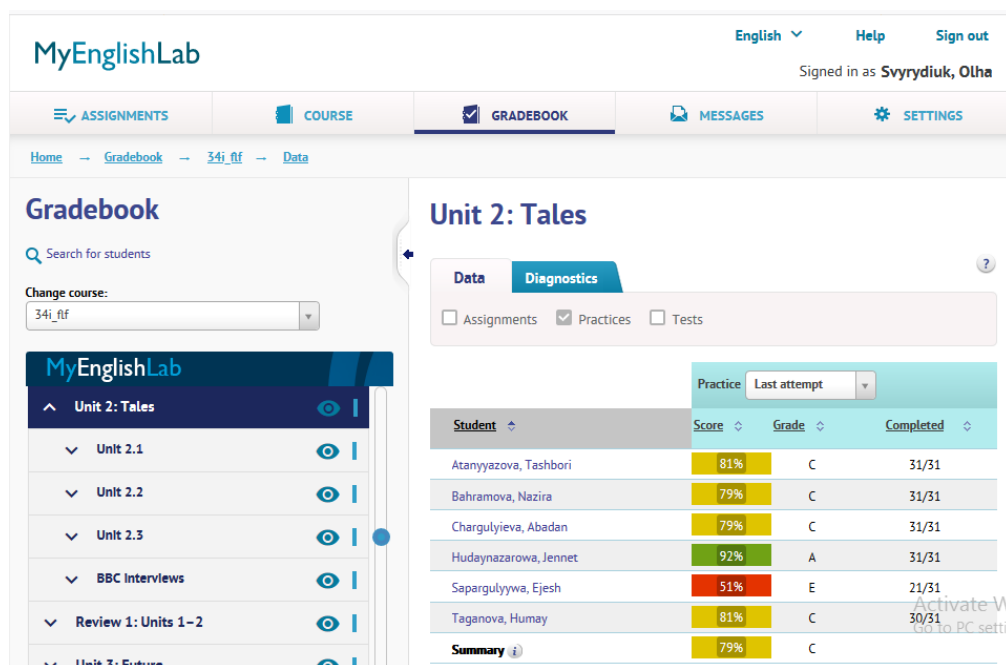 MyEnglishLab
English Help Sign out
Signed in as Svyrydiuk, Olha
ASSIGNMENTS COURSE GRADEBOOK MESSAGES SETTINGS
Home → Gradebook → 34i_flf → Data
Gradebook
Search for students
Change course:
34i_flf
MyEnglishLab
Unit 2: Tales
Unit 2.1
Unit 2.2
Unit 2.3
BBC Interviews
Review 1: Units 1–2
Unit 3: Future
Unit 2: Tales
?
Data Diagnostics
Assignments Practices Tests
Practice Last attempt
Student Score Grade Completed
Atanyyazova, Tashbori 81% C 31/31
Bahramova, Nazira 79% C 31/31
Chargulyieva, Abadan 79% C 31/31
Hudaynazarowa, Jennet 92% A 31/31
Sapargulyywa, Ejesh 51% E 21/31
Taganova, Humay 81% C 30/31
Summary i 79% C
Activate W
Go to PC setti